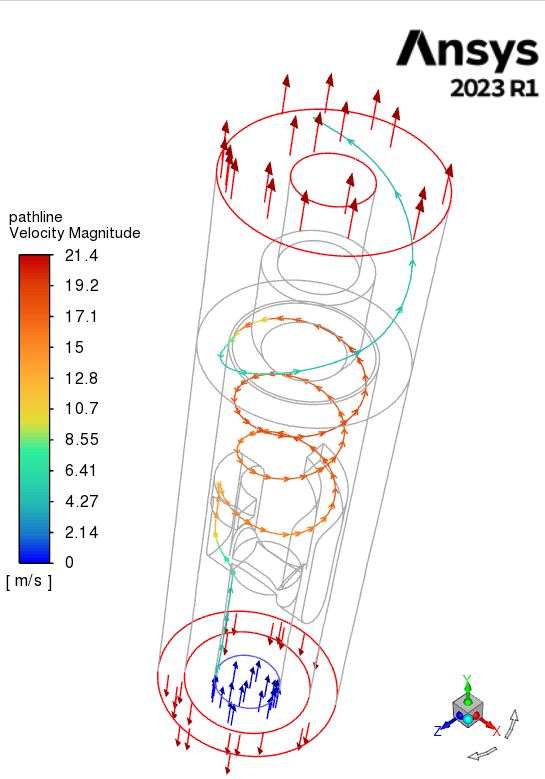 Ansys
2023 R1
pathline
Velocity Magnitude
21.4
19.2
17.1
15
12.8
10.7
8.55
6.41
4.27
2.14
0
[ m/s ]
Y
Z
X